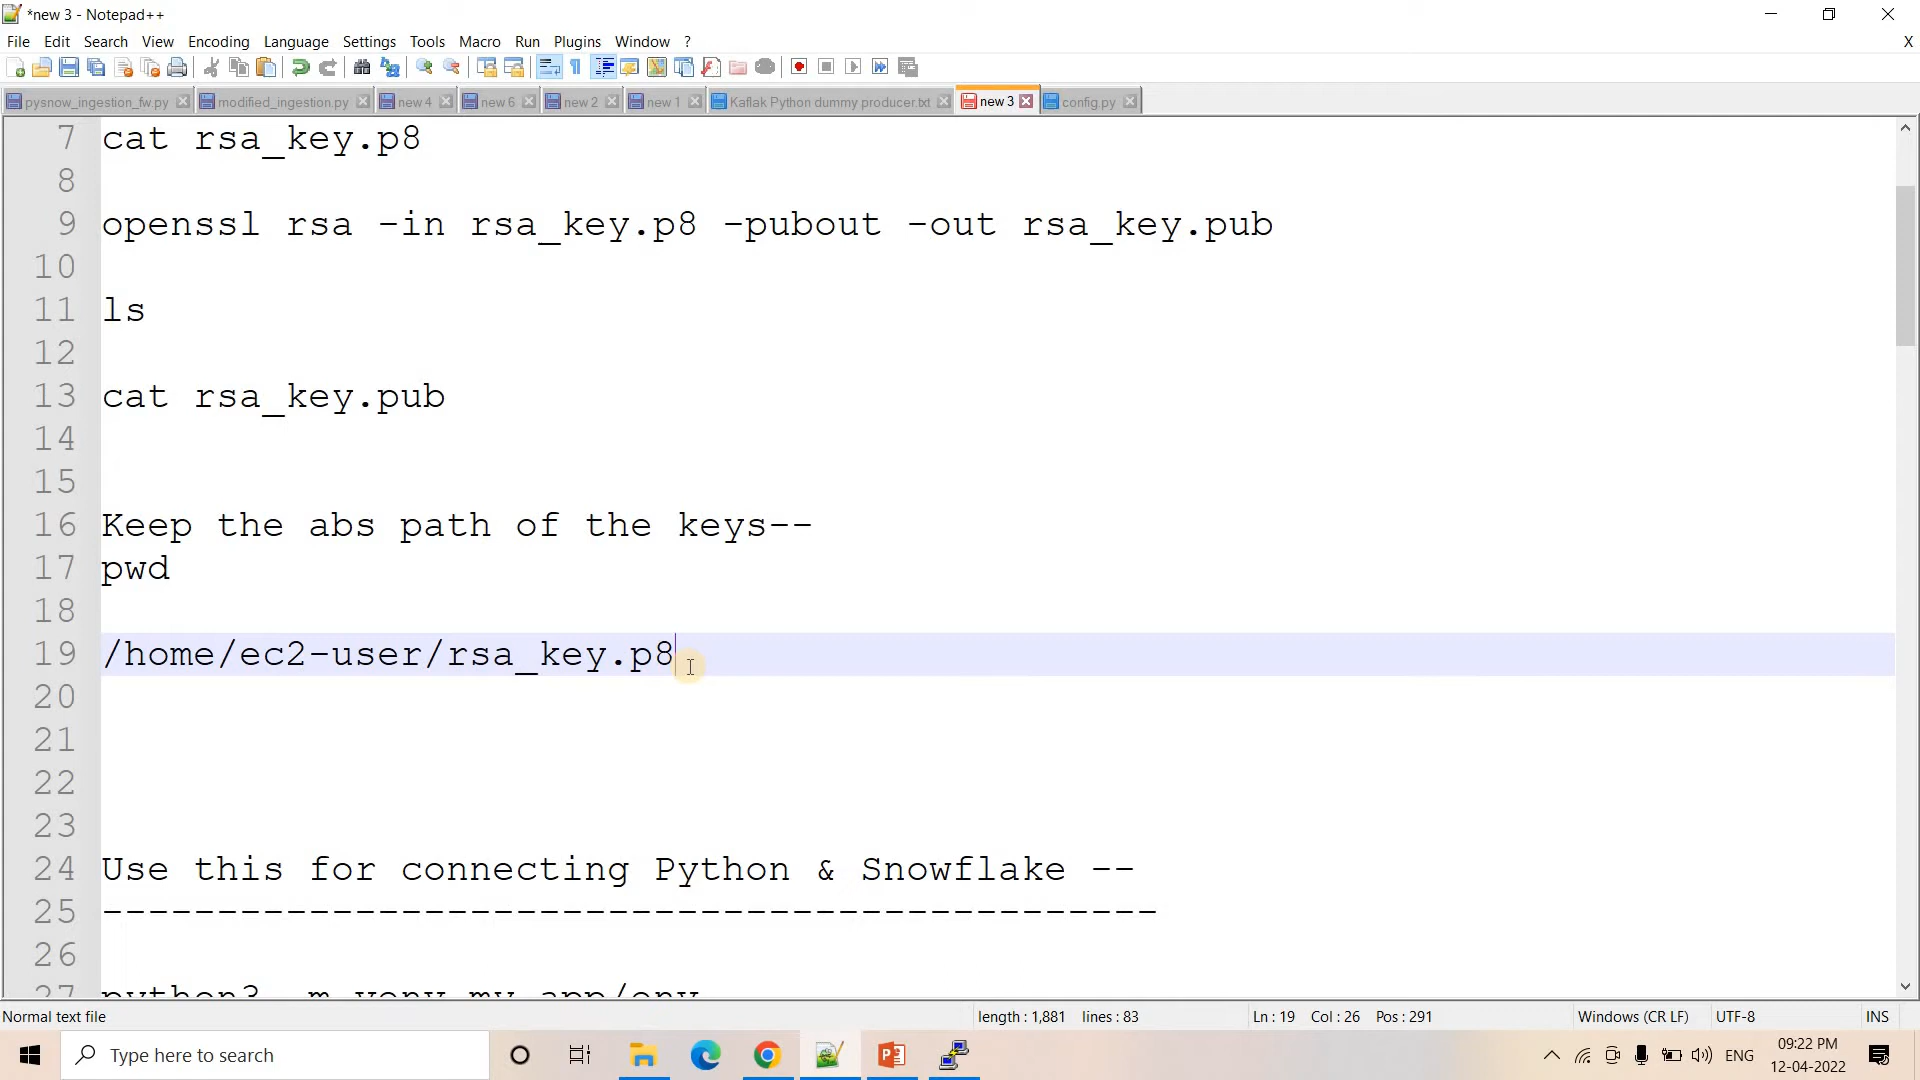 *new 3 - Notepad++
File Edit Search View Encoding Language Settings Tools Macro Run Plugins Window ? X
pysnow_ingestion_fw.py modified_ingestion.py new 4 new 6 new 2 new 1 Kaflak Python dummy producer.txt new 3 config.py
7 cat rsa_key.p8
8
9 openssl rsa -in rsa_key.p8 -pubout -out rsa_key.pub
10
11 ls
12
13 cat rsa_key.pub
14
15
16 Keep the abs path of the keys--
17 pwd
18
19 /home/ec2-user/rsa_key.p8
20
21
22
23
24 Use this for connecting Python & Snowflake --
25 ----------------------------------------------
26
27 python3 -m venv my_app/env
Normal text file length : 1,881 lines : 83 Ln : 19 Col : 26 Pos : 291 Windows (CR LF) UTF-8 INS
Type here to search ENG 09:22 PM
12-04-2022